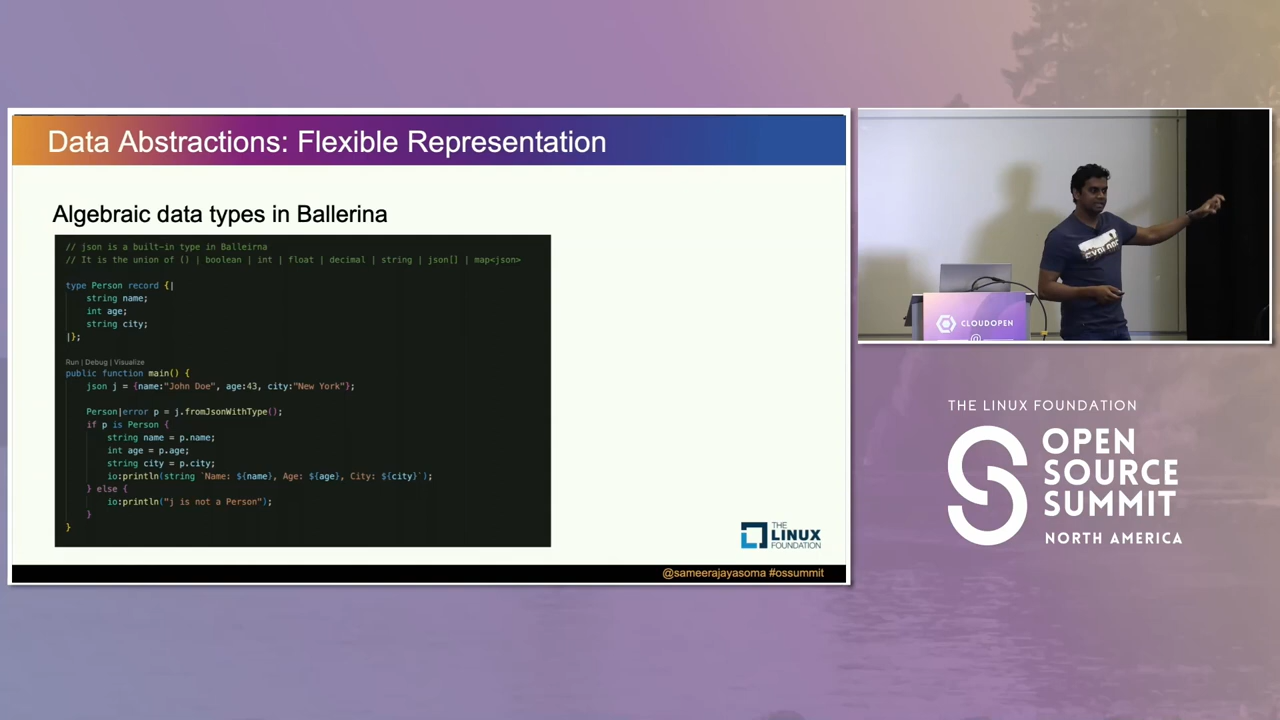 Data Abstractions: Flexible Representation
Algebraic data types in Ballerina
// json is a built-in type in Balleirna
// It is the union of () | boolean | int | float | decimal | string | json[] | map<json>
type Person record {|
    string name;
    int age;
    string city;
|};
Run | Debug | Visualize
public function main() {
    json j = {name:"John Doe", age:43, city:"New York"};
    Person|error p = j.fromJsonWithType();
    if p is Person {
        string name = p.name;
        int age = p.age;
        string city = p.city;
        io:println(string `Name: ${name}, Age: ${age}, City: ${city}`);
    } else {
        io:println("j is not a Person");
    }
}
THE
LINUX
FOUNDATION
@sameerajayasoma #ossummit
CLOUDOPEN
THE LINUX FOUNDATION
OPEN
SOURCE
SUMMIT
NORTH AMERICA